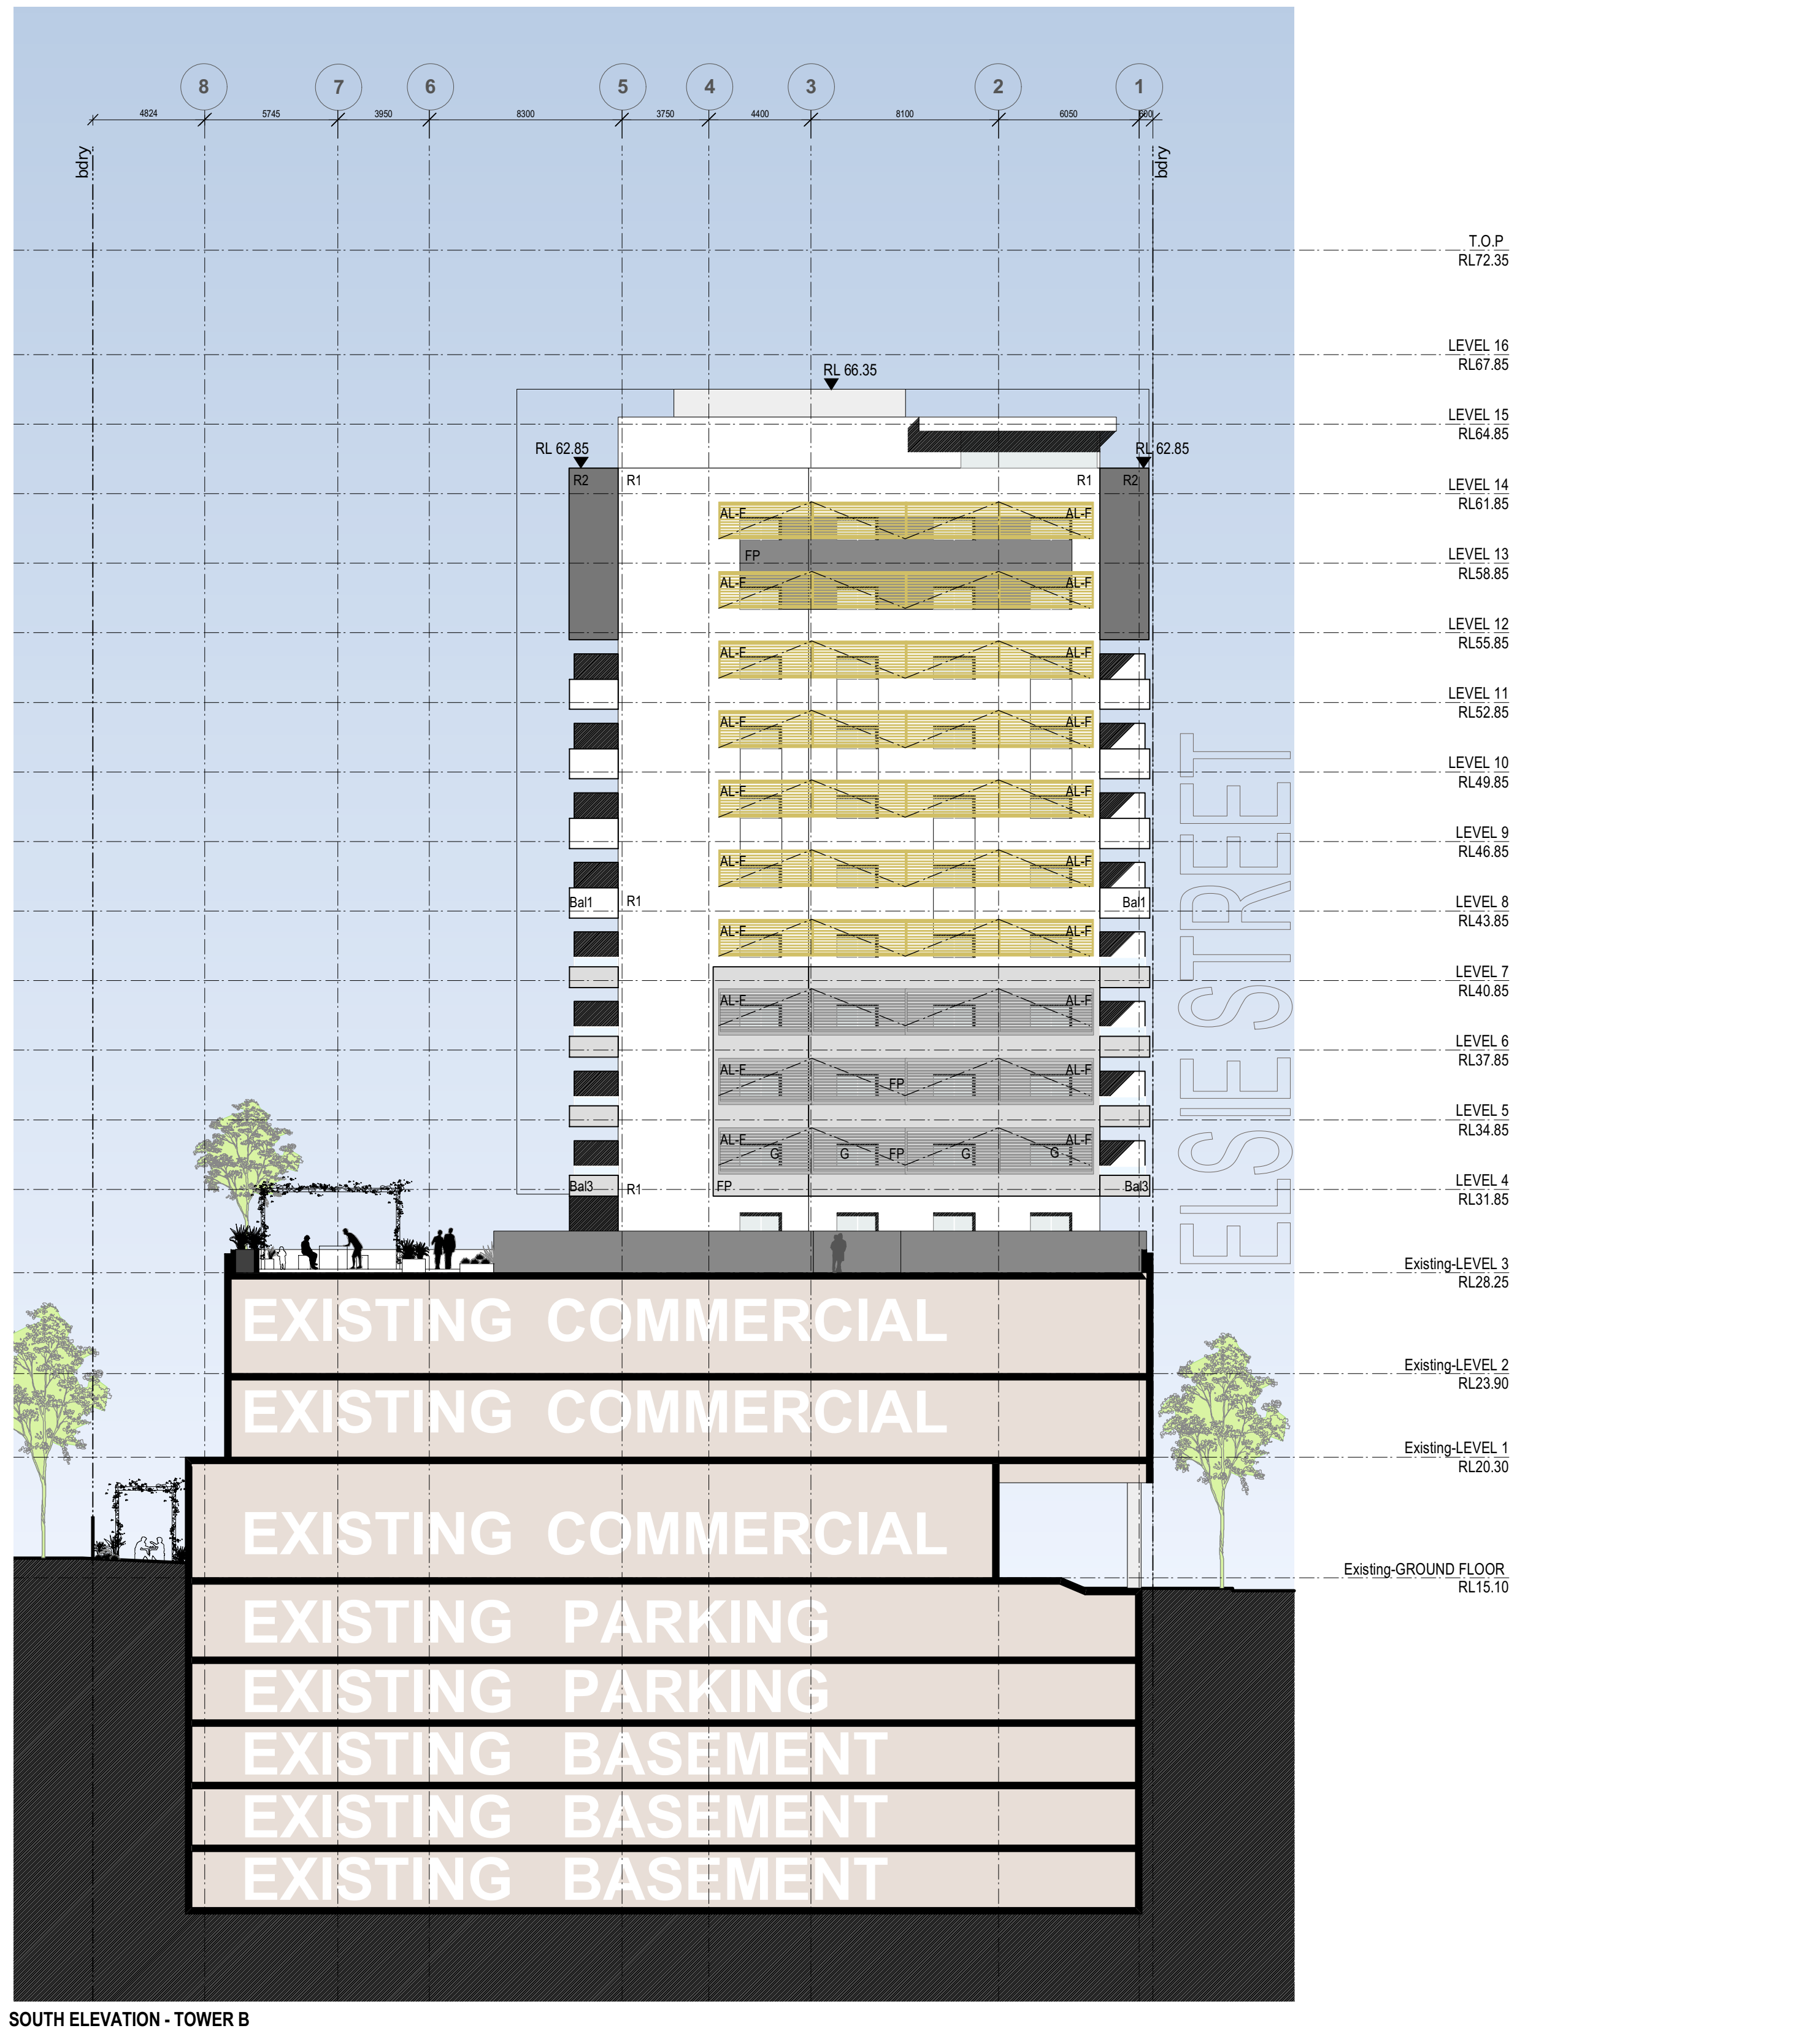 8 7 6 5 4 3 2 1
4824 5745 3950 8300 3750 4400 8100 6050 600
bdry bdry
T.O.P
RL72.35
LEVEL 16
RL67.85
RL 66.35
LEVEL 15
RL64.85
RL 62.85 RL 62.85
R2 R1 R1 R2
LEVEL 14
RL61.85
AL-F AL-F
FP
LEVEL 13
RL58.85
AL-F AL-F
LEVEL 12
RL55.85
AL-F AL-F
LEVEL 11
RL52.85
AL-F AL-F
LEVEL 10
RL49.85
AL-F AL-F
LEVEL 9
RL46.85
AL-F AL-F
Bal1 R1 Bal1
LEVEL 8
RL43.85
AL-F AL-F
LEVEL 7
RL40.85
AL-F AL-F
LEVEL 6
RL37.85
AL-F AL-F
FP
LEVEL 5
RL34.85
AL-F AL-F
G G FP G G
LEVEL 4
RL31.85
Bal3 R1 FP Bal3
ELSIE STREET
Existing-LEVEL 3
RL28.25
EXISTING COMMERCIAL
Existing-LEVEL 2
RL23.90
EXISTING COMMERCIAL
Existing-LEVEL 1
RL20.30
EXISTING COMMERCIAL
Existing-GROUND FLOOR
RL15.10
EXISTING PARKING
EXISTING PARKING
EXISTING BASEMENT
EXISTING BASEMENT
EXISTING BASEMENT
SOUTH ELEVATION - TOWER B